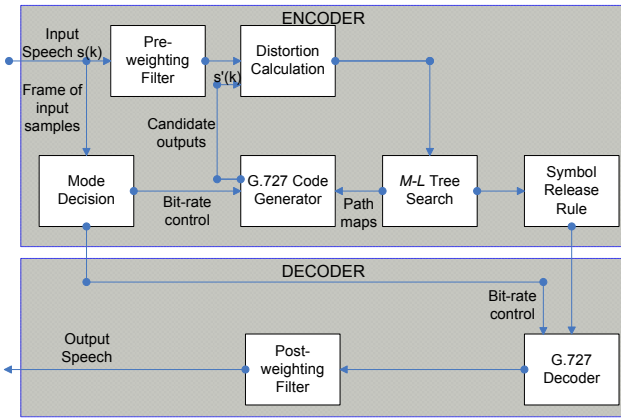 ENCODER
Input
Speech s(k)
Pre-
weighting
Filter
Distortion
Calculation
s'(k)
Frame of
input
samples
Candidate
outputs
Mode
Decision
Bit-rate
control
G.727 Code
Generator
Path
maps
M-L Tree
Search
Symbol
Release
Rule
DECODER
Bit-rate
control
Output
Speech
Post-
weighting
Filter
G.727
Decoder